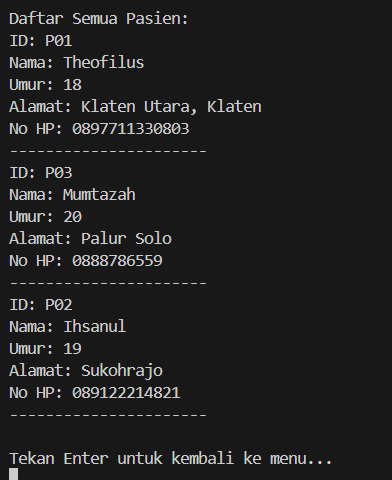 Daftar Semua Pasien:
ID: P01
Nama: Theofilus
Umur: 18
Alamat: Klaten Utara, Klaten
No HP: 0897711330803
----------------------
ID: P03
Nama: Mumtazah
Umur: 20
Alamat: Palur Solo
No HP: 0888786559
----------------------
ID: P02
Nama: Ihsanul
Umur: 19
Alamat: Sukohrajo
No HP: 089122214821
----------------------
Tekan Enter untuk kembali ke menu...